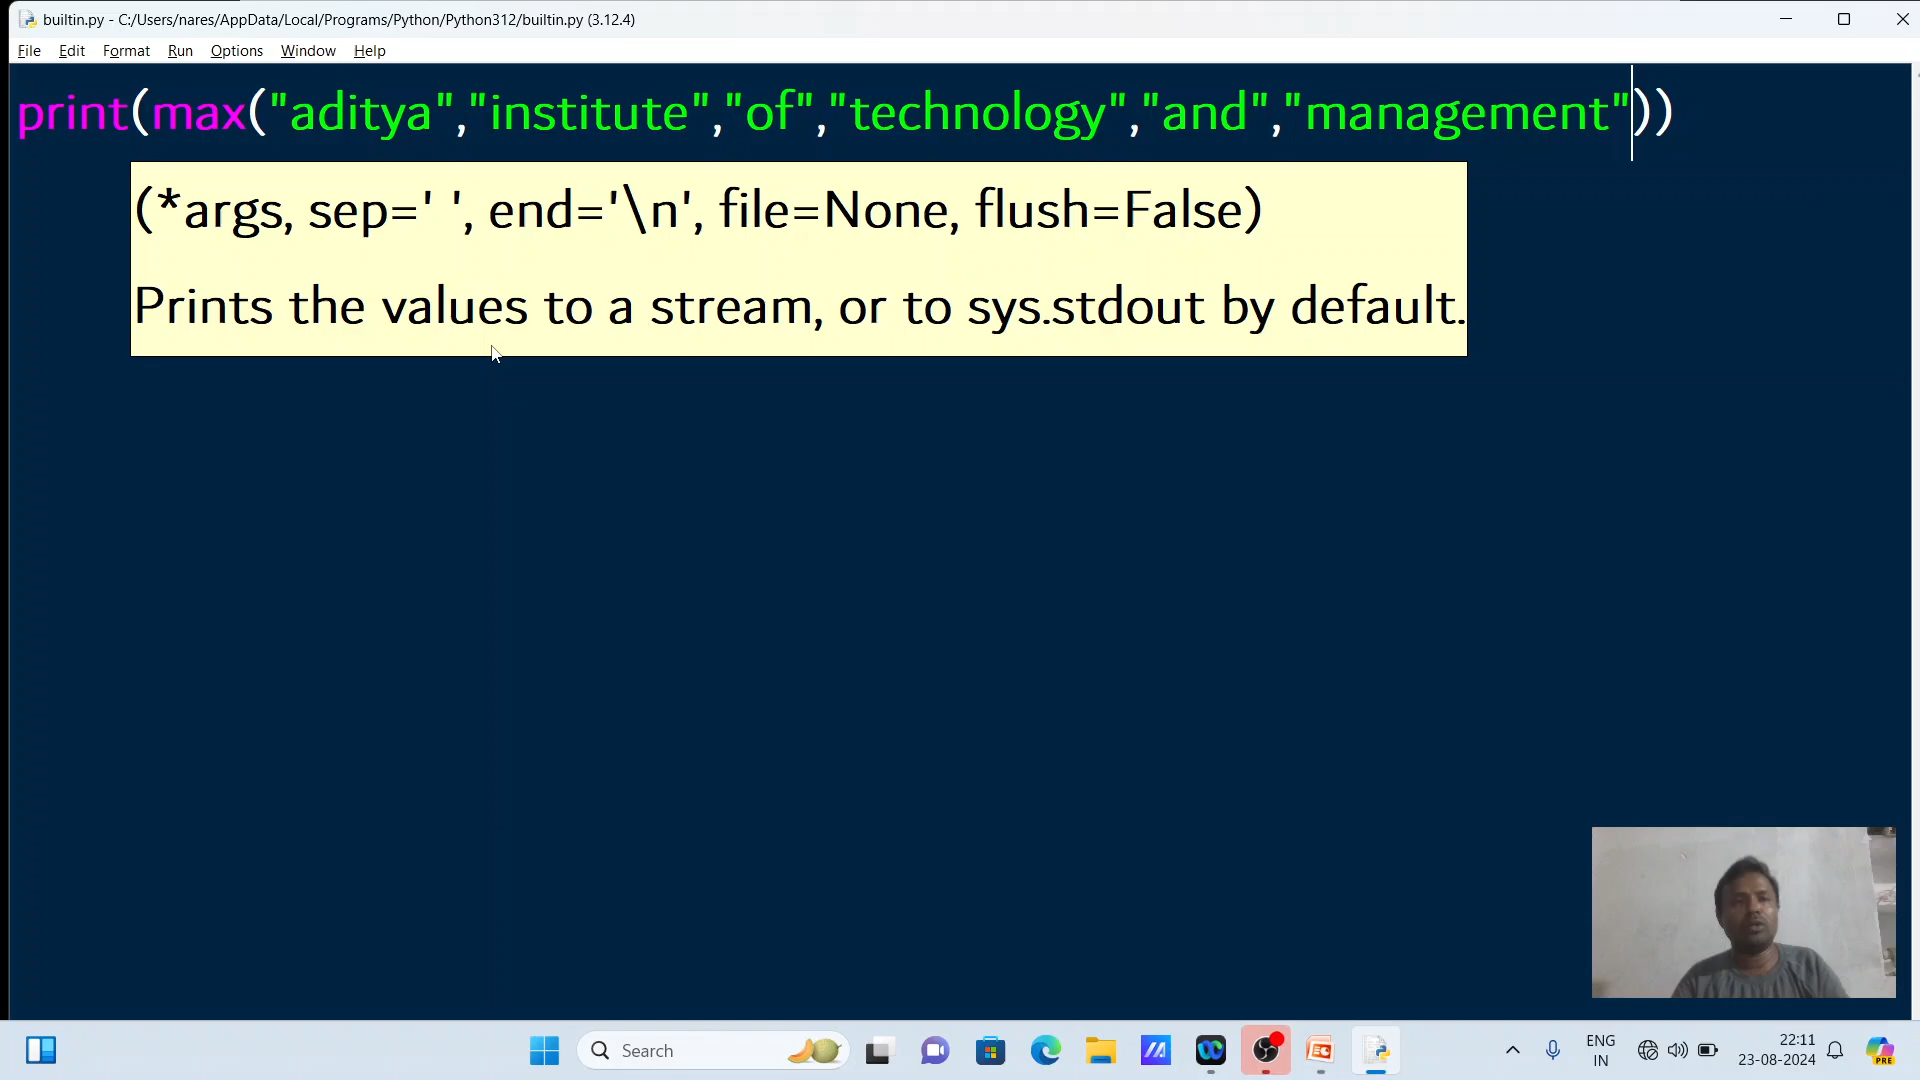 builtin.py - C:/Users/nares/AppData/Local/Programs/Python/Python312/builtin.py (3.12.4)
File Edit Format Run Options Window Help
print(max("aditya","institute","of","technology","and","management"))
(*args, sep=' ', end='\n', file=None, flush=False)
Prints the values to a stream, or to sys.stdout by default.
Search
ENG
IN
22:11
23-08-2024
PRE